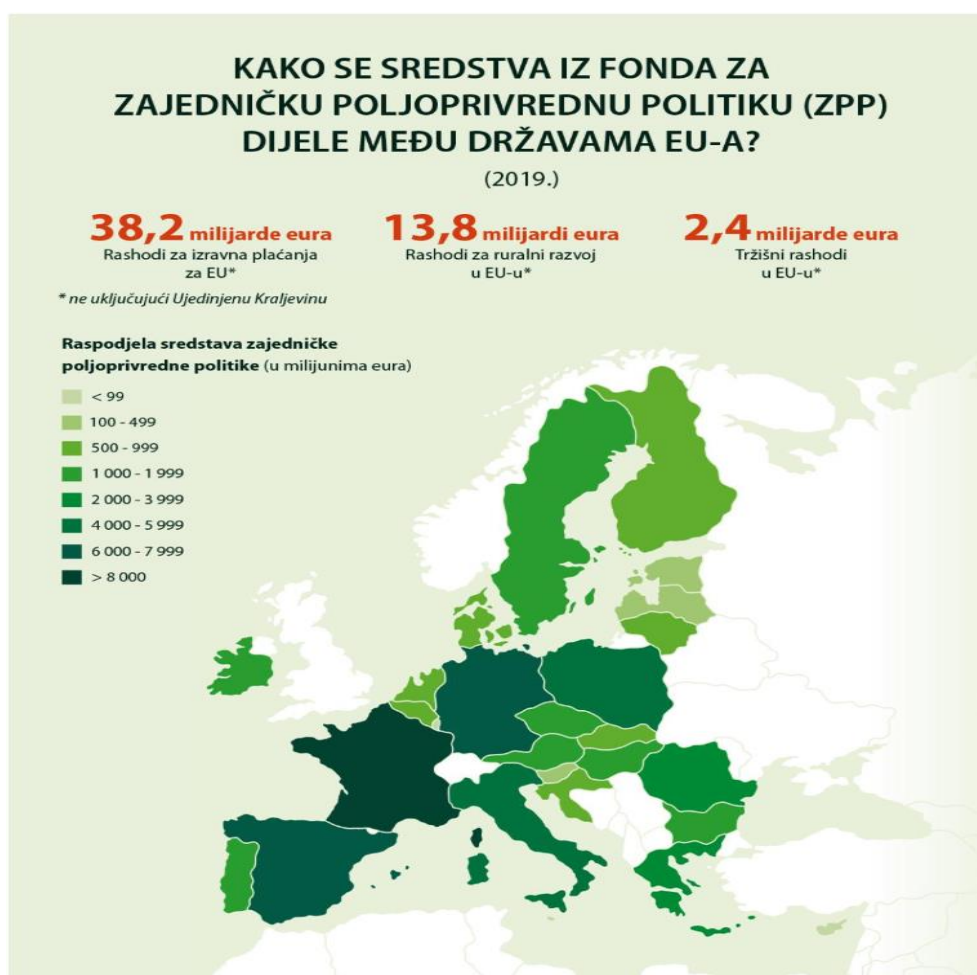 KAKO SE SREDSTVA IZ FONDA ZA
ZAJEDNIČKU POLJOPRIVREDNU POLITIKU (ZPP)
DIJELE MEĐU DRŽAVAMA EU-A?
(2019.)
38,2 milijarde eura
Rashodi za izravna plaćanja
za EU*
13,8 milijardi eura
Rashodi za ruralni razvoj
u EU-u*
2,4 milijarde eura
Tržišni rashodi
u EU-u*
* ne uključujući Ujedinjenu Kraljevinu
Raspodjela sredstava zajedničke
poljoprivredne politike (u milijunima eura)
< 99
100 - 499
500 - 999
1 000 - 1 999
2 000 - 3 999
4 000 - 5 999
6 000 - 7 999
> 8 000